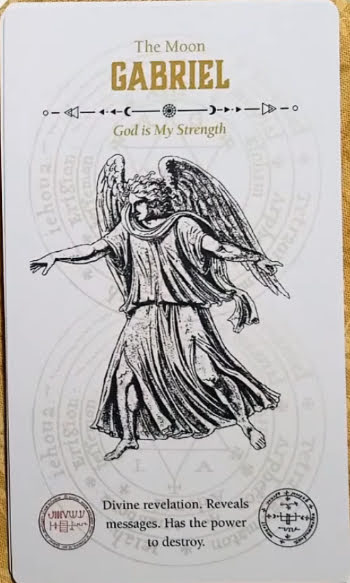 The Moon
GABRIEL
God is My Strength
Divine revelation. Reveals
messages. Has the power
to destroy.